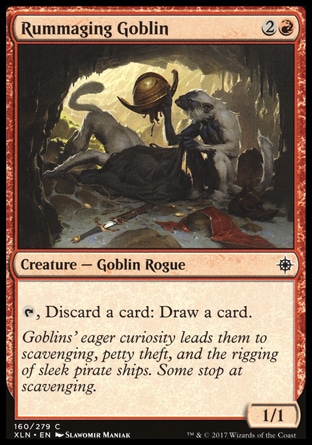 Rummaging Goblin 2
Creature — Goblin Rogue
, Discard a card: Draw a card.
Goblins' eager curiosity leads them to
scavenging, petty theft, and the rigging
of sleek pirate ships. Some stop at
scavenging.
1/1
160/279 C
XLN • EN Slawomir Maniak ™ & © 2017 Wizards of the Coast